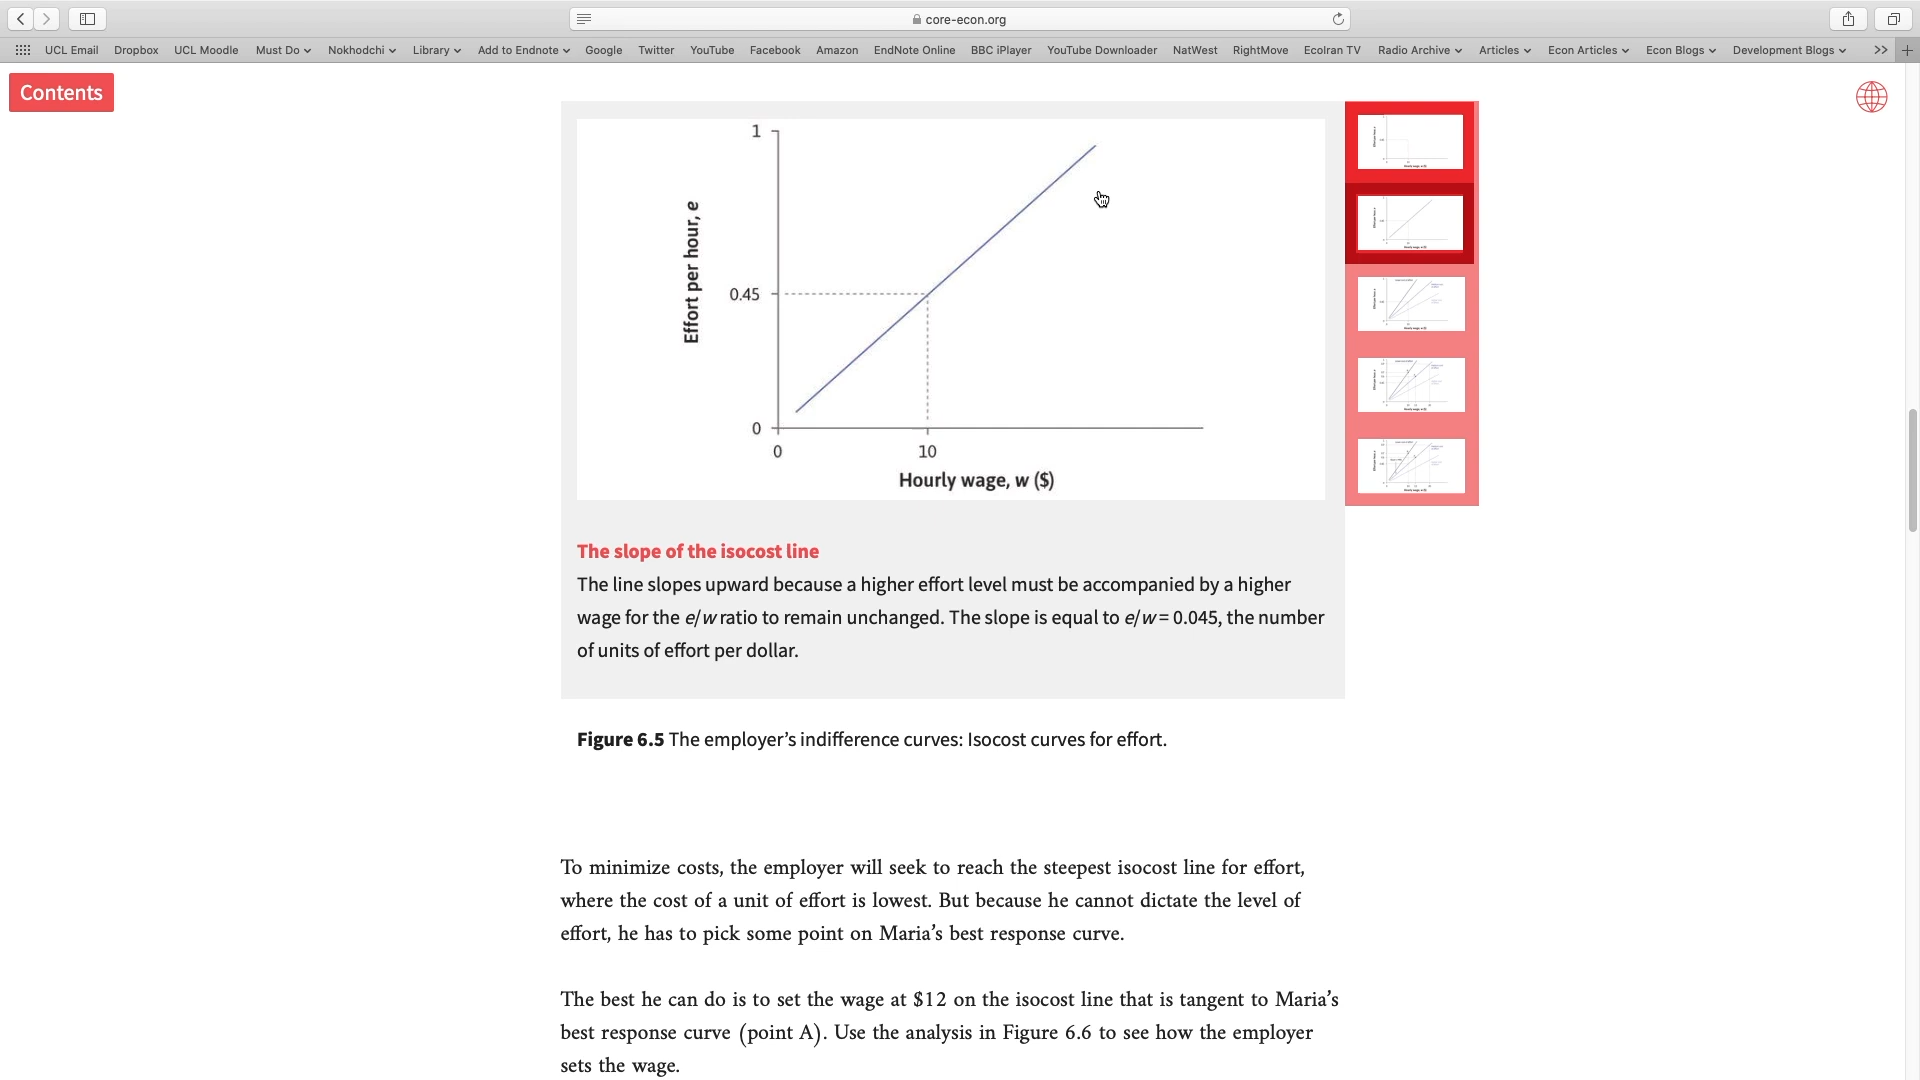 core-econ.org
UCL Email Dropbox UCL Moodle Must Do Nokhodchi Library Add to Endnote Google Twitter YouTube Facebook Amazon EndNote Online BBC iPlayer YouTube Downloader NatWest RightMove EcoIran TV Radio Archive Articles Econ Articles Econ Blogs Development Blogs
Contents
1
Effort per hour, e
0.45
0
0
10
Hourly wage, w ($)
The slope of the isocost line
The line slopes upward because a higher effort level must be accompanied by a higher
wage for the e/w ratio to remain unchanged. The slope is equal to e/w = 0.045, the number
of units of effort per dollar.
Figure 6.5 The employer’s indifference curves: Isocost curves for effort.
To minimize costs, the employer will seek to reach the steepest isocost line for effort,
where the cost of a unit of effort is lowest. But because he cannot dictate the level of
effort, he has to pick some point on Maria’s best response curve.
The best he can do is to set the wage at $12 on the isocost line that is tangent to Maria’s
best response curve (point A). Use the analysis in Figure 6.6 to see how the employer
sets the wage.